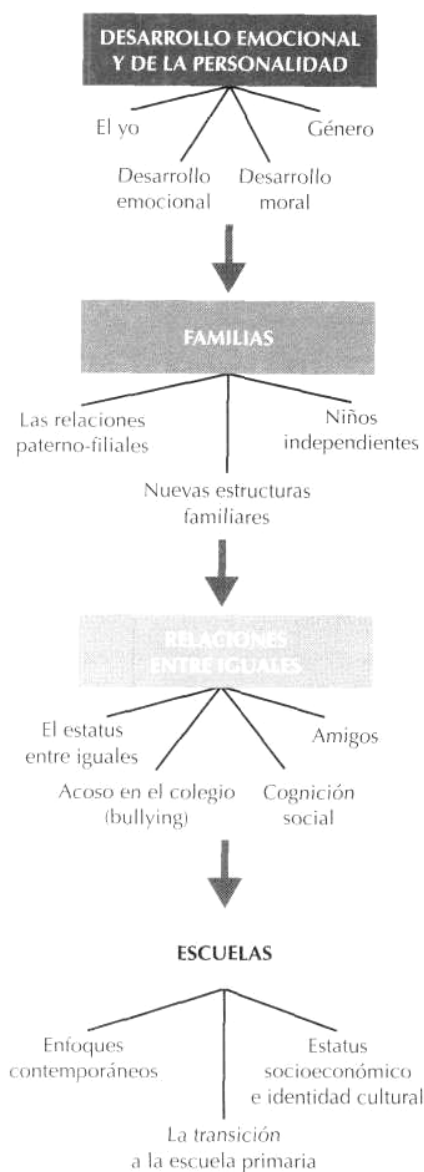 DESARROLLO EMOCIONAL
Y DE LA PERSONALIDAD
El yo
Género
Desarrollo
emocional
Desarrollo
moral
FAMILIAS
Las relaciones
paterno-filiales
Niños
independientes
Nuevas estructuras
familiares
RELACIONES
ENTRE IGUALES
El estatus
entre iguales
Amigos
Acoso en el colegio
(bullying)
Cognición
social
ESCUELAS
Enfoques
contemporáneos
Estatus
socioeconómico
e identidad cultural
La transición
a la escuela primaria